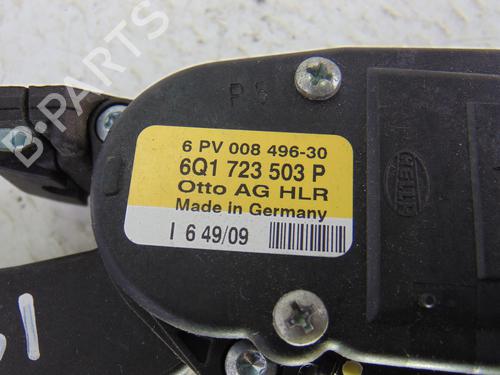 B-PARTS
P S
6 PV 008 496-30
6Q1 723 503 P
Otto AG HLR
Made in Germany
I 6 49/09
HELLA